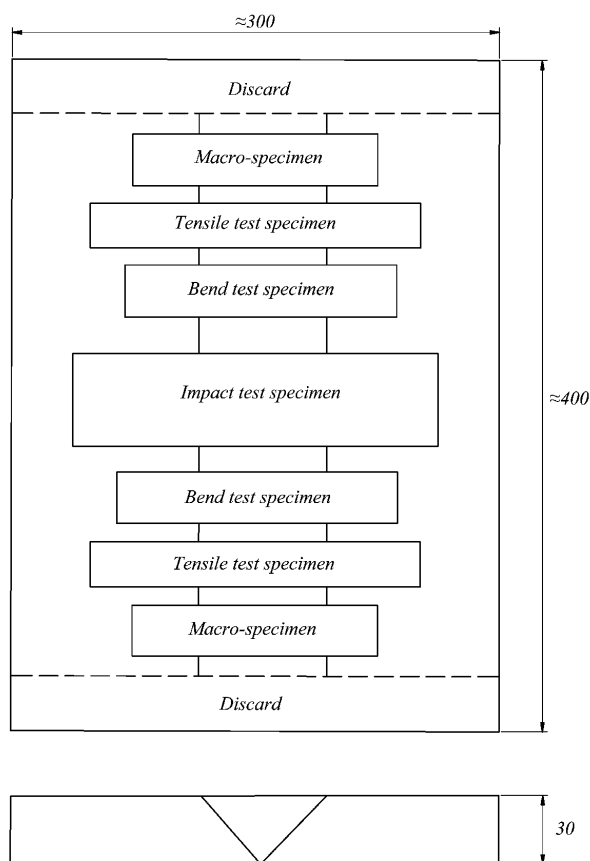 ≈300
Discard
Macro-specimen
Tensile test specimen
Bend test specimen
Impact test specimen
≈400
Bend test specimen
Tensile test specimen
Macro-specimen
Discard
30